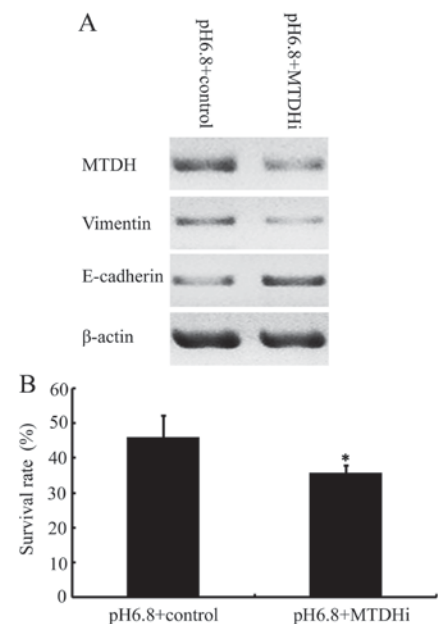 A
pH6.8+control
pH6.8+MTDHi
MTDH
Vimentin
E-cadherin
β-actin
B
Survival rate (%)
60
50
40
30
20
10
0
*
pH6.8+control
pH6.8+MTDHi